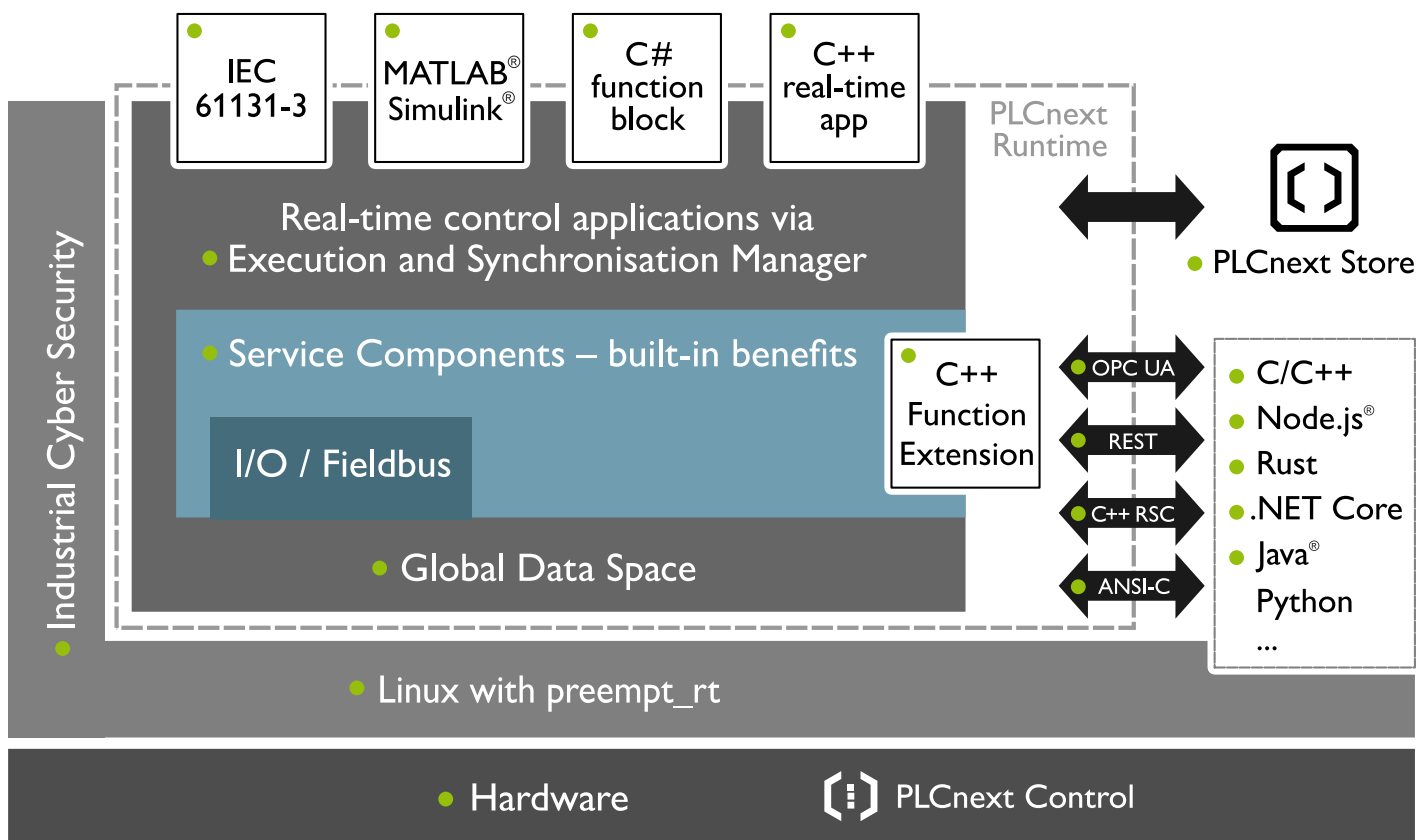 IEC
61131-3
MATLAB®
Simulink®
C#
function
block
C++
real-time
app
PLCnext
Runtime
Real-time control applications via
Execution and Synchronisation Manager
PLCnext Store
Industrial Cyber Security
Service Components – built-in benefits
I/O / Fieldbus
C++
Function
Extension
OPC UA
REST
C++ RSC
ANSI-C
C/C++
Node.js®
Rust
.NET Core
Java®
Python
...
Global Data Space
Linux with preempt_rt
Hardware
PLCnext Control